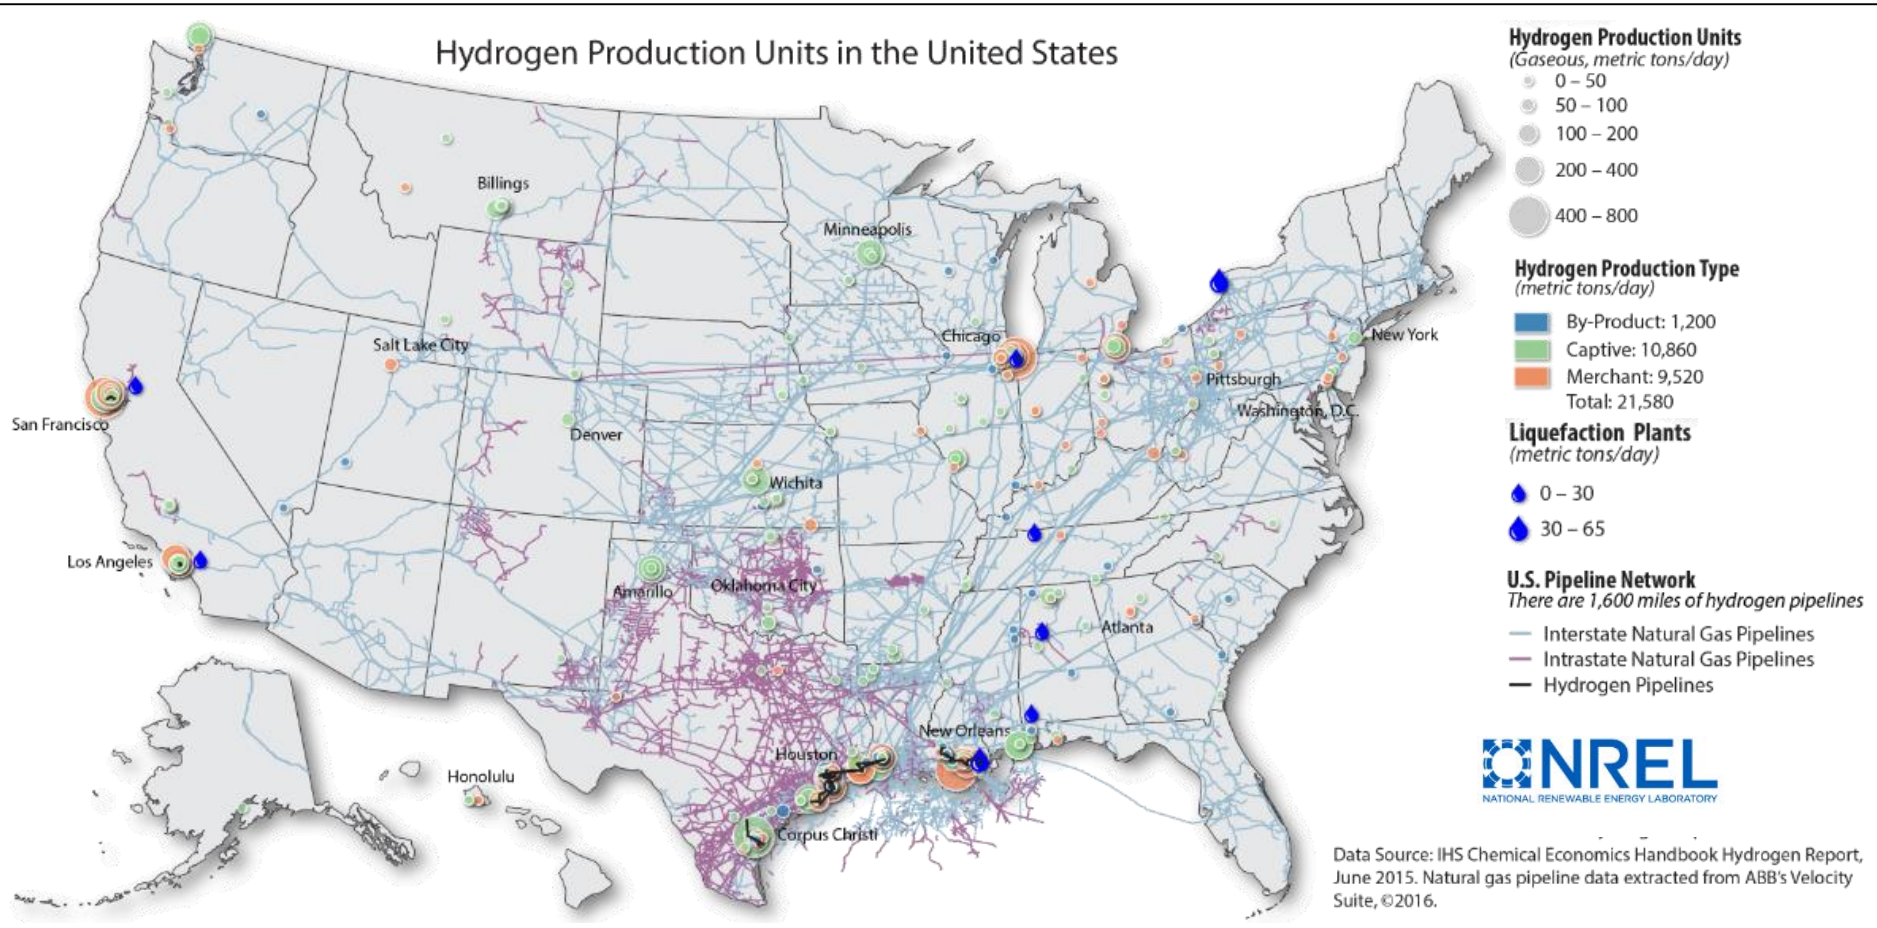 Hydrogen Production Units in the United States
Billings
Minneapolis
Salt Lake City
Chicago
New York
San Francisco
Denver
Pittsburgh
Washington, D.C.
Wichita
Los Angeles
Amarillo
Oklahoma City
Atlanta
New Orleans
Houston
Honolulu
Corpus Christi
Hydrogen Production Units
(Gaseous, metric tons/day)
0 – 50
50 – 100
100 – 200
200 – 400
400 – 800
Hydrogen Production Type
(metric tons/day)
By-Product: 1,200
Captive: 10,860
Merchant: 9,520
Total: 21,580
Liquefaction Plants
(metric tons/day)
0 – 30
30 – 65
U.S. Pipeline Network
There are 1,600 miles of hydrogen pipelines
Interstate Natural Gas Pipelines
Intrastate Natural Gas Pipelines
Hydrogen Pipelines
NREL
NATIONAL RENEWABLE ENERGY LABORATORY
Data Source: IHS Chemical Economics Handbook Hydrogen Report,
June 2015. Natural gas pipeline data extracted from ABB's Velocity
Suite, ©2016.